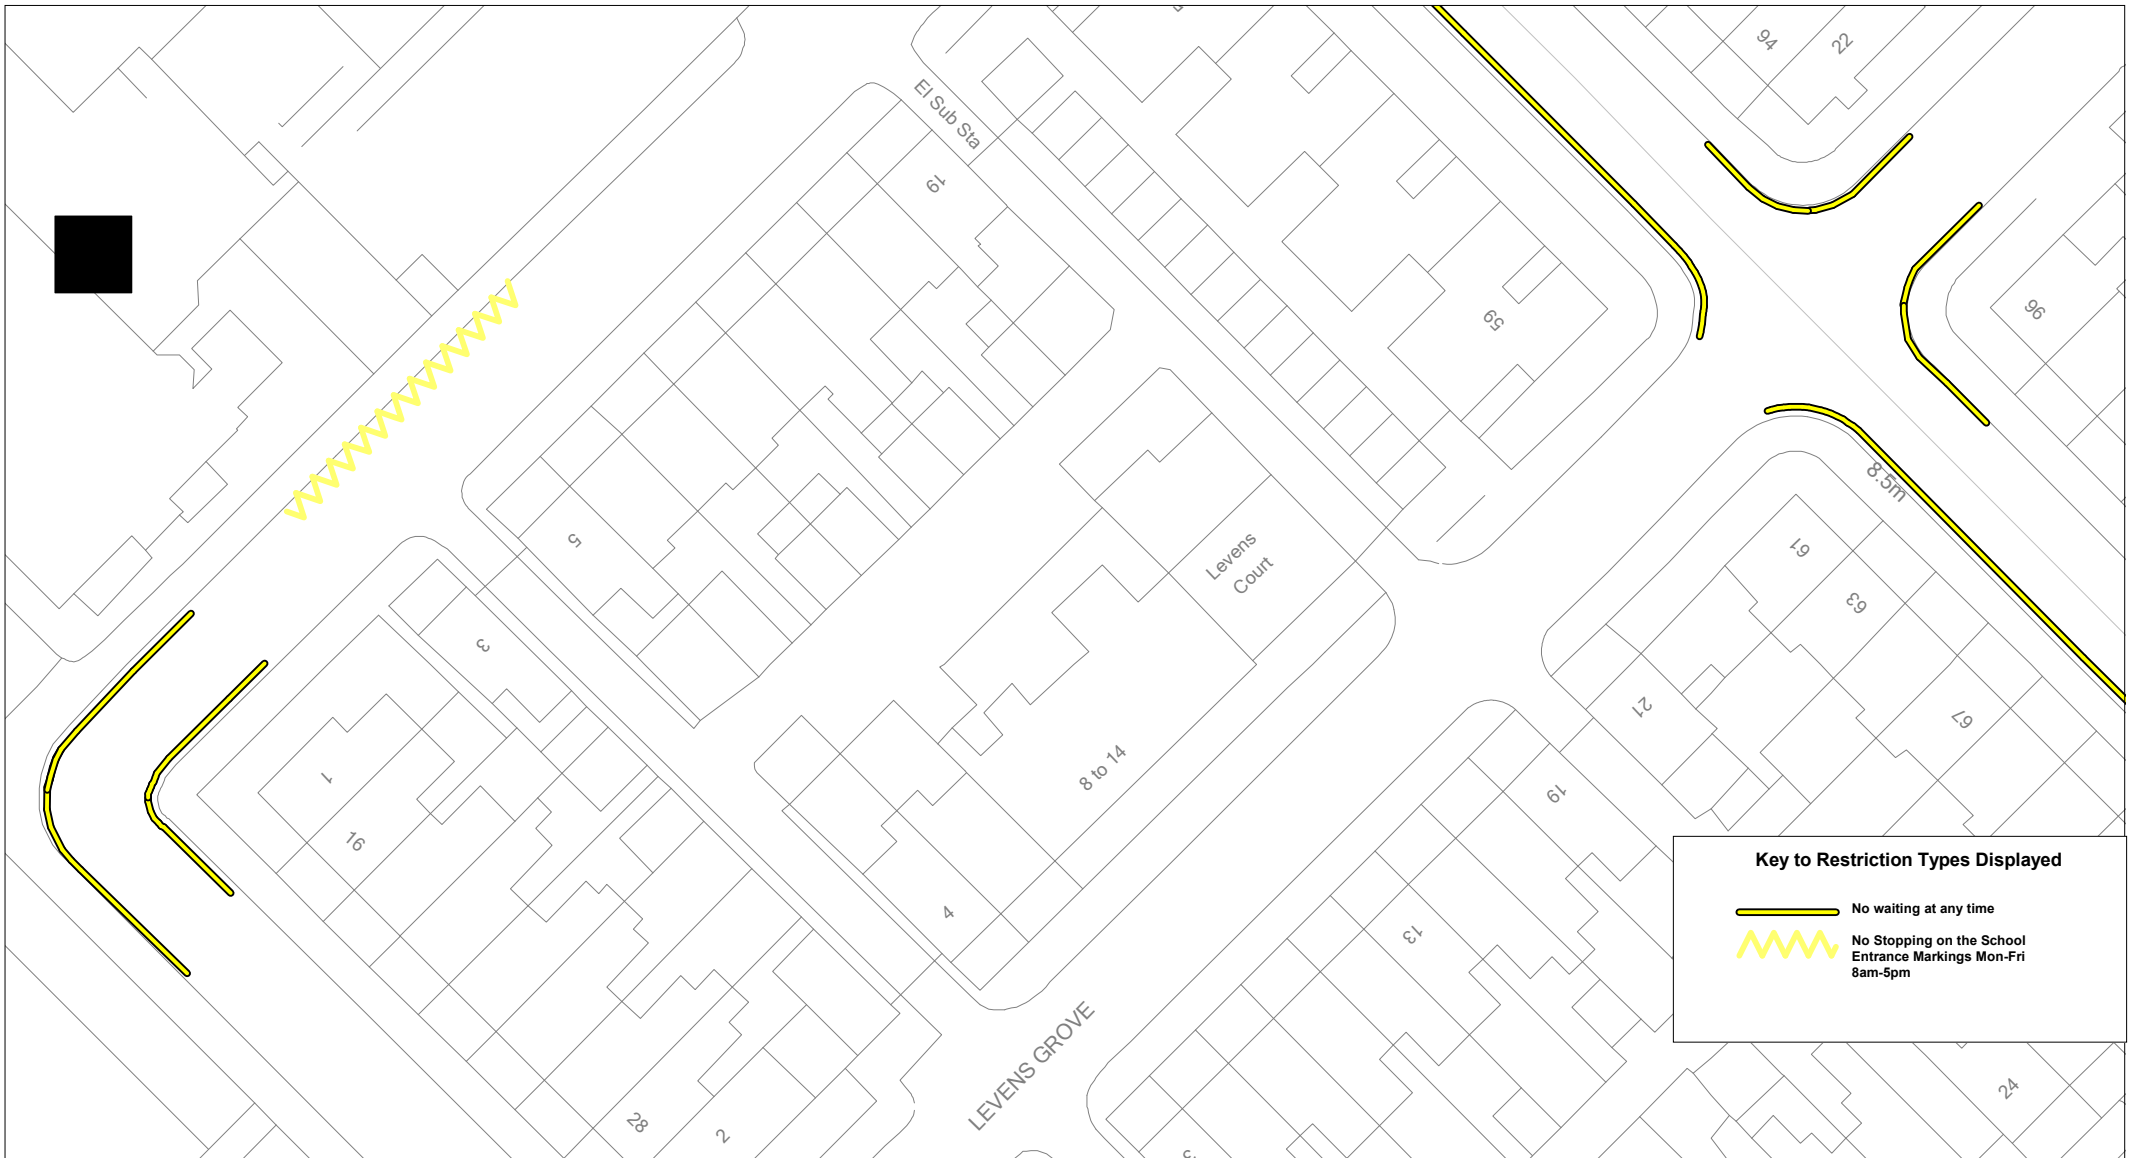 94
22
El Sub Sta
19
59
96
8.5m
5
61
Levens
Court
63
3
21
67
1
8 to 14
19
16
4
13
Key to Restriction Types Displayed
No waiting at any time
No Stopping on the School
Entrance Markings Mon-Fri
8am-5pm
LEVENS GROVE
28
2
24